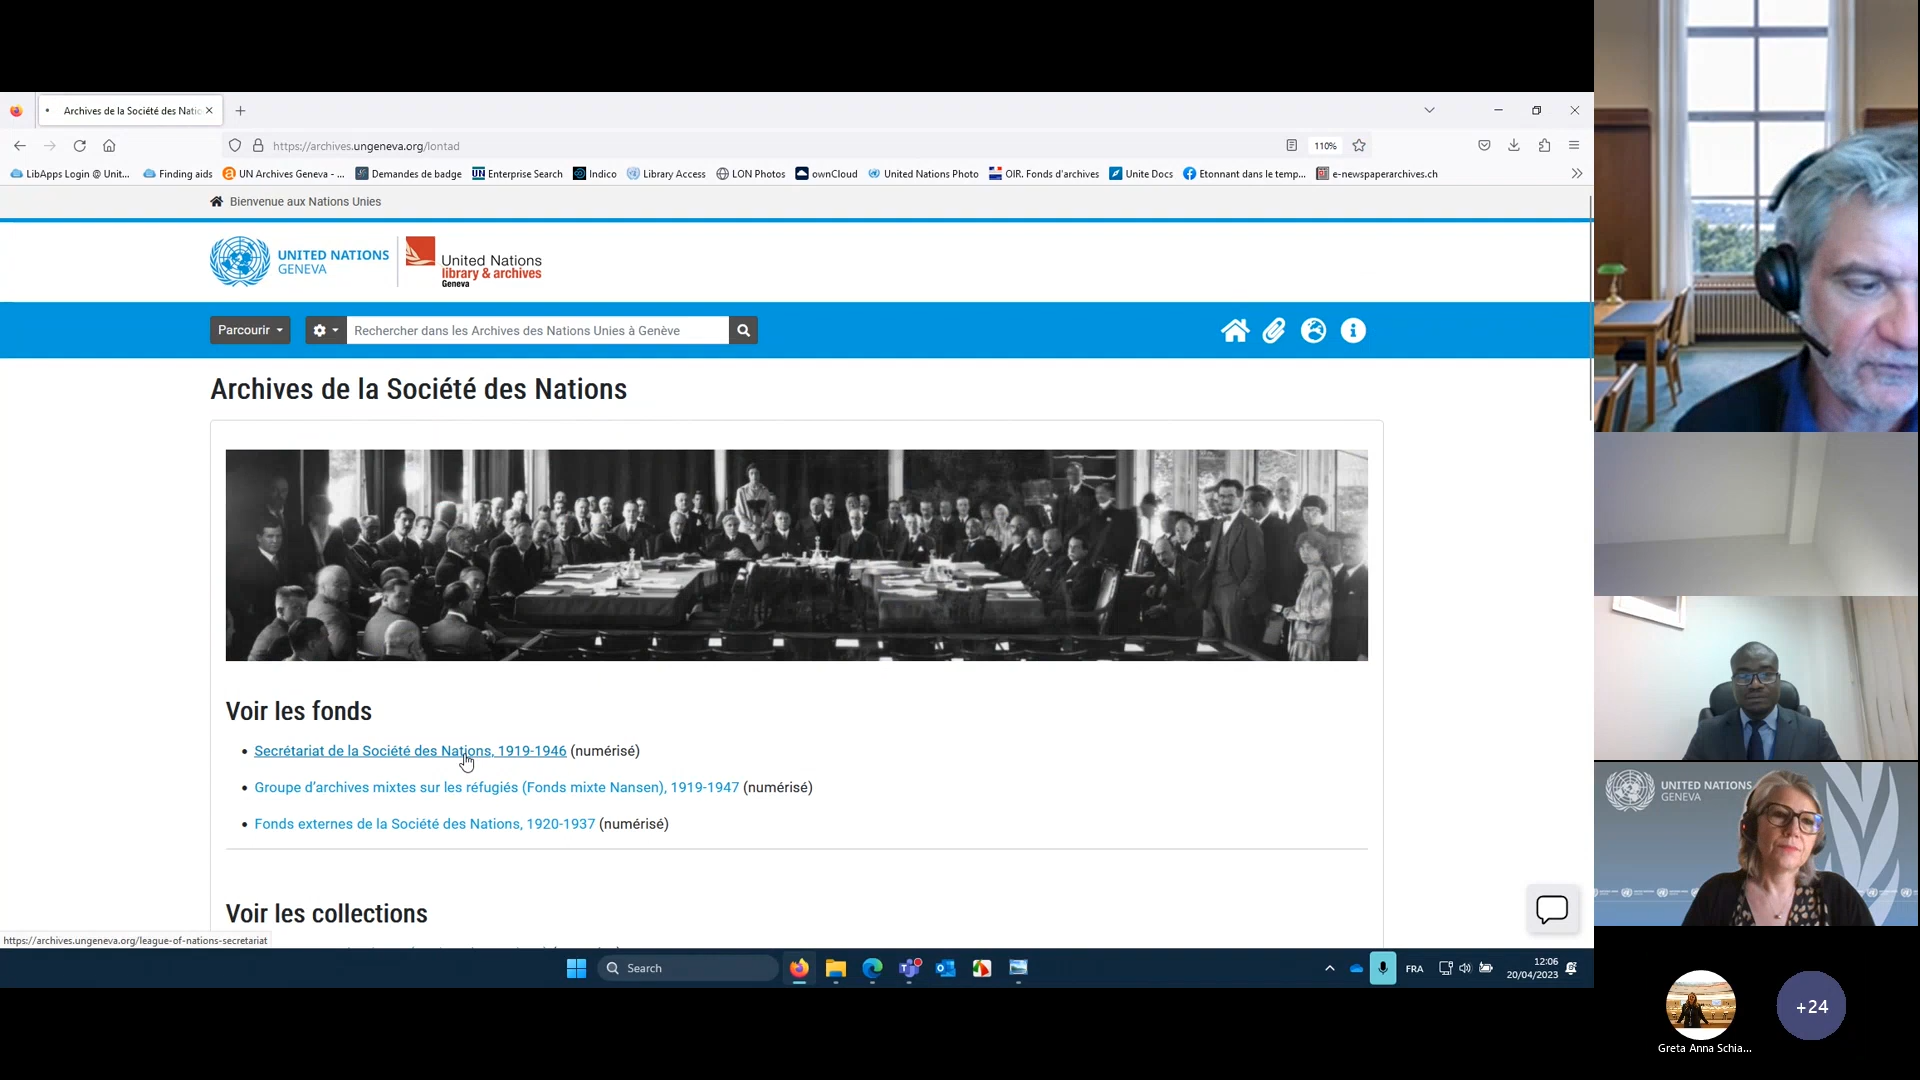 Archives de la Société des Natio
https://archives.ungeneva.org/lontad
110%
LibApps Login @ Unit...
Finding aids
UN Archives Geneva - ...
Demandes de badge
Enterprise Search
Indico
Library Access
LON Photos
ownCloud
United Nations Photo
OIR. Fonds d'archives
Unite Docs
Etonnant dans le temp...
e-newspaperarchives.ch
Bienvenue aux Nations Unies
UNITED NATIONS
GENEVA
United Nations
library & archives
Geneva
Parcourir
Rechercher dans les Archives des Nations Unies à Genève
Archives de la Société des Nations
Voir les fonds
Secrétariat de la Société des Nations, 1919-1946 (numérisé)
Groupe d’archives mixtes sur les réfugiés (Fonds mixte Nansen), 1919-1947 (numérisé)
Fonds externes de la Société des Nations, 1920-1937 (numérisé)
Voir les collections
https://archives.ungeneva.org/league-of-nations-secretariat
Search
FRA
12:06
20/04/2023
UNITED NATIONS
GENEVA
Greta Anna Schia...
+24